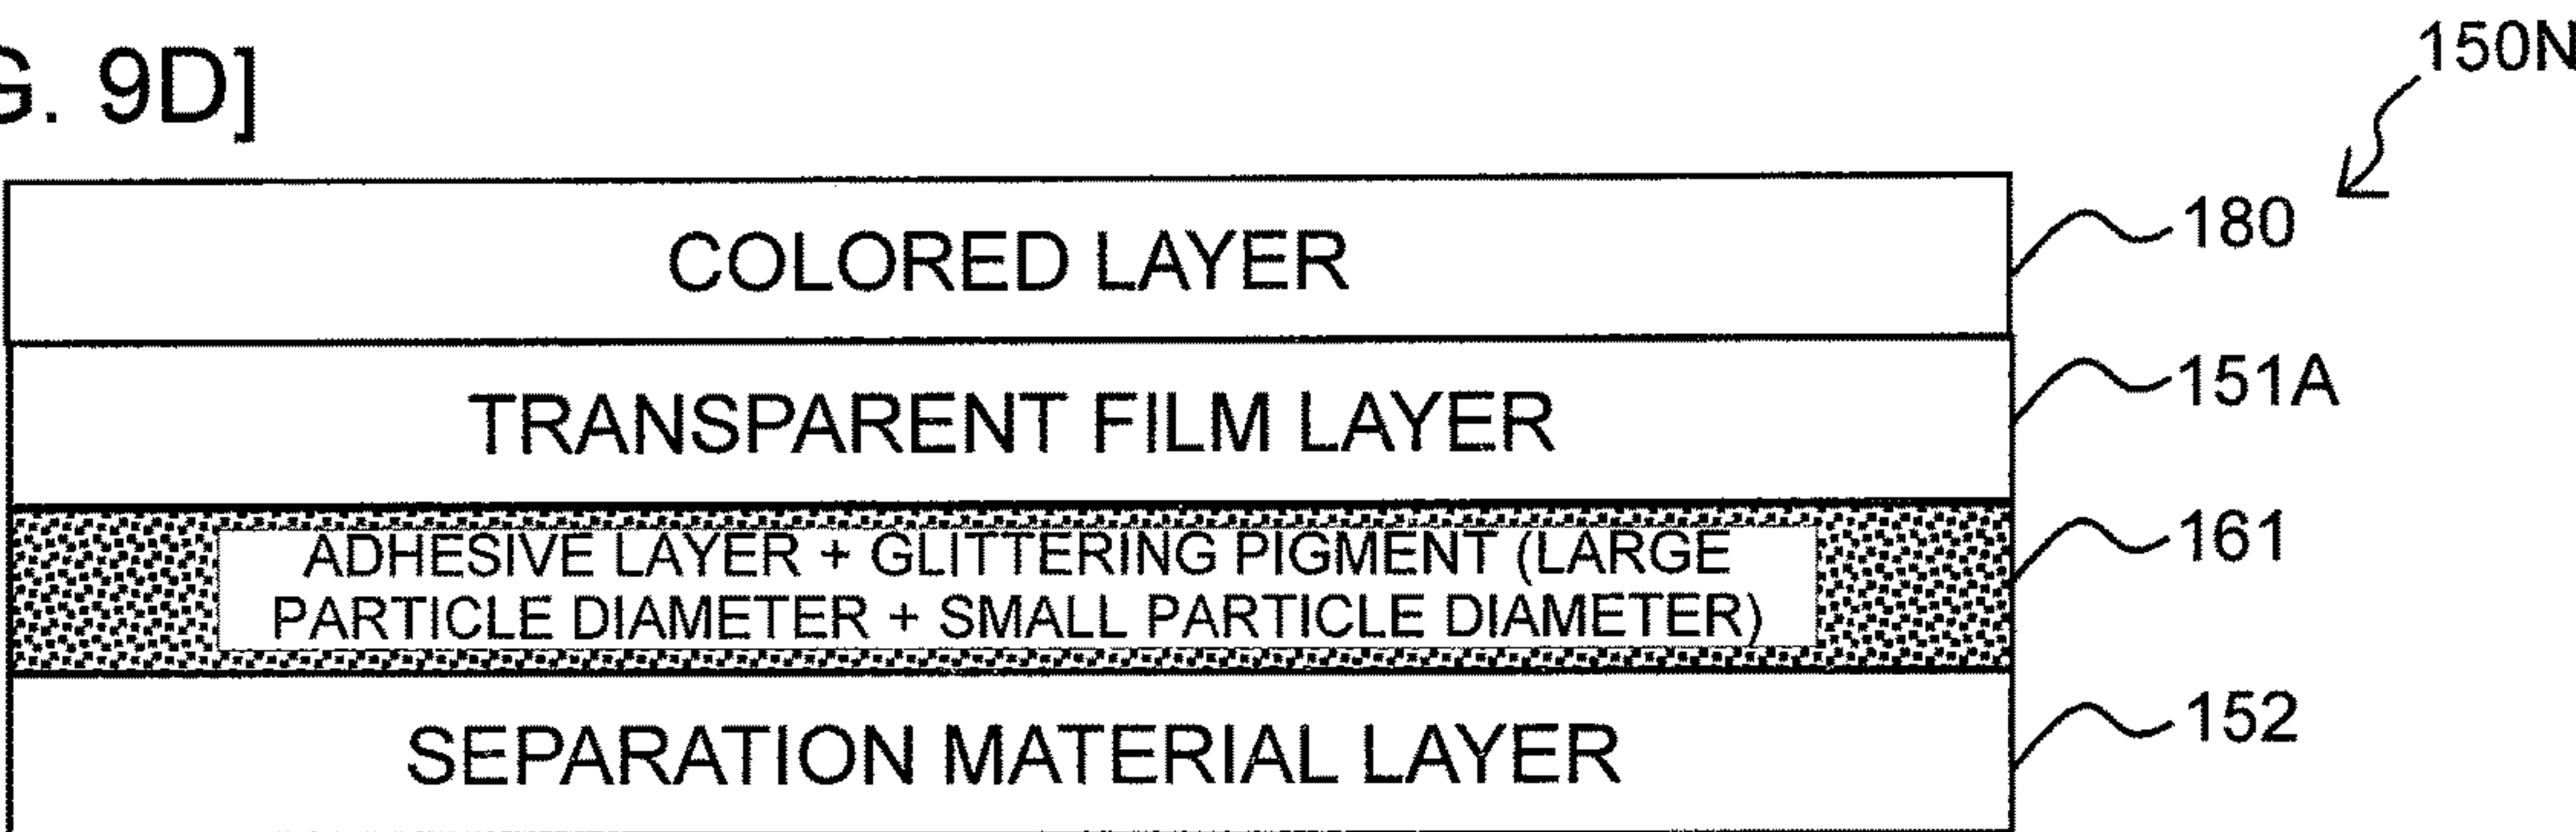 G. 9D]
150N
COLORED LAYER
180
TRANSPARENT FILM LAYER
151A
ADHESIVE LAYER + GLITTERING PIGMENT (LARGE
PARTICLE DIAMETER + SMALL PARTICLE DIAMETER)
161
SEPARATION MATERIAL LAYER
152